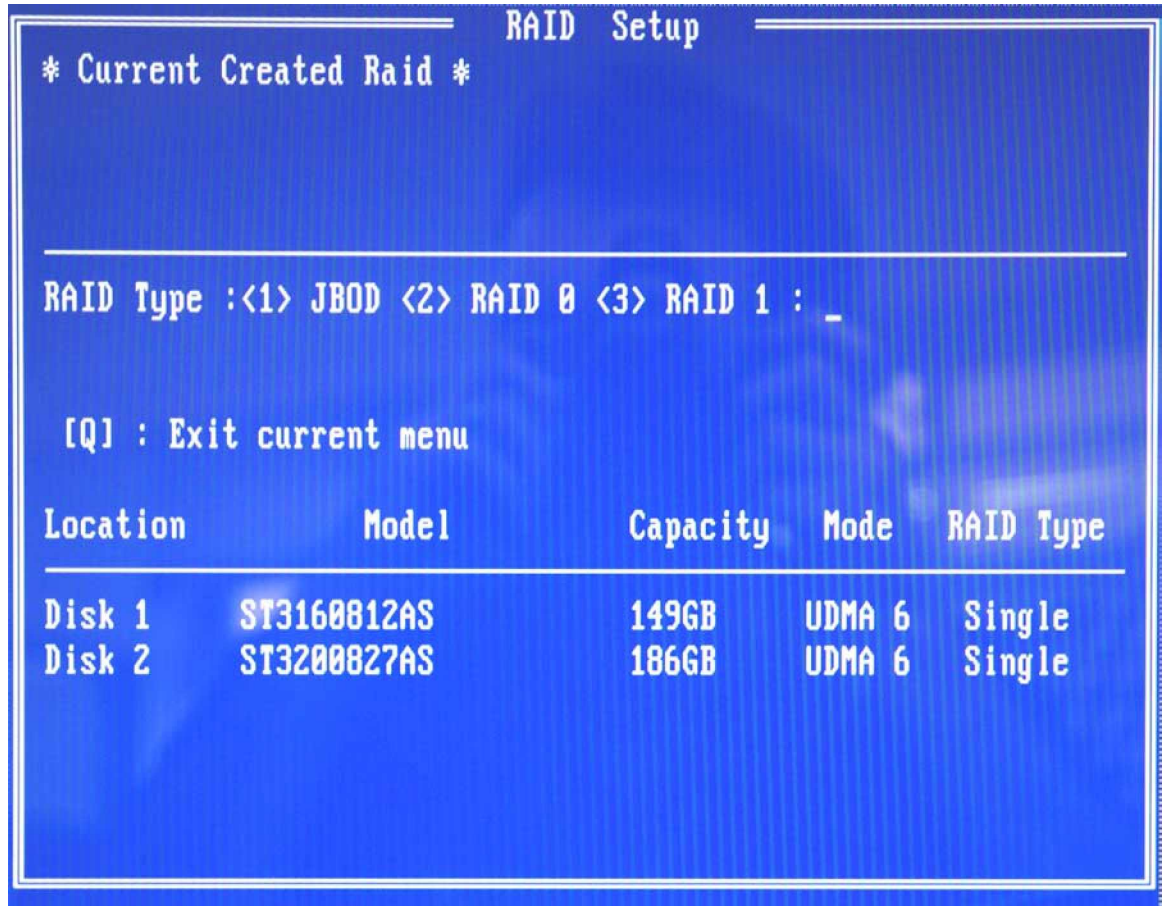 RAID Setup
* Current Created Raid *
RAID Type :<1> JBOD <2> RAID 0 <3> RAID 1 : _
[Q] : Exit current menu
Location Model Capacity Mode RAID Type
Disk 1 ST3160812AS 149GB UDMA 6 Single
Disk 2 ST3200827AS 186GB UDMA 6 Single